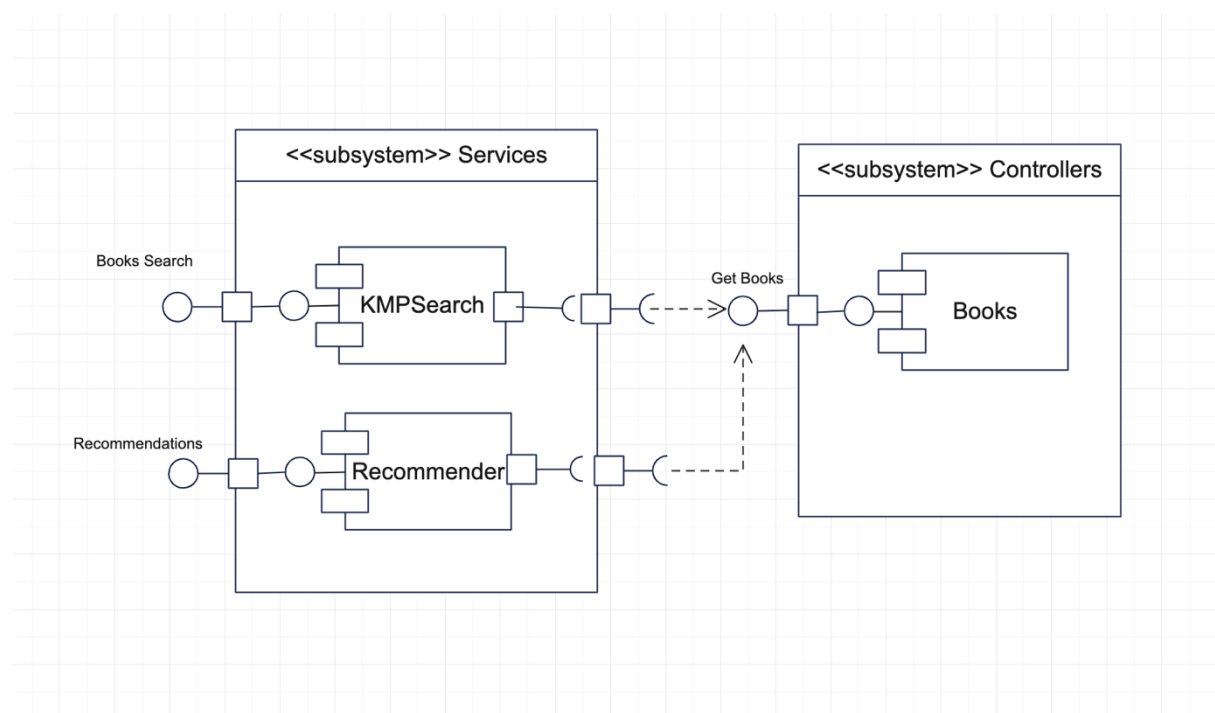 <<subsystem>> Services
<<subsystem>> Controllers
Books Search
KMPSearch
Get Books
Books
Recommendations
Recommender